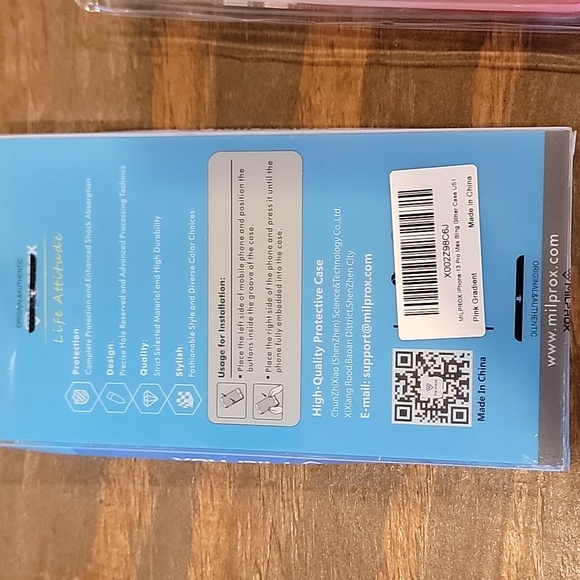 ORIGINAL&AUTHENTIC
Life Attitude
Protection:
Complete Protection and Enhanced Shock Absorption
Design:
Precise Hole Reserved and Advanced Processing Technics
Quality:
Strict Selected Material and High Durability
Stylish:
Fashionable Style and Diverse Color Choices
Usage for Installation:
• Place the left side of mobile phone and position the
buttons inside the groove of the case.
• Place the right side of the phone and press it until the
phone fully embedded into the case.
High-Quality Protective Case
ChunZhiXiao (ShenZhen) Science&Technology Co.,Ltd.
XiXiang Rood,Baoan District,ShenZhen City
E-mail: support@milprox.com
Made in China
X002Z98C6J
MILPROX iPhone 13 Pro Max Bling Glitter Case US1
Pink Gradient
Made in China
ORIGINAL&AUTHENTIC
www.milprox.com